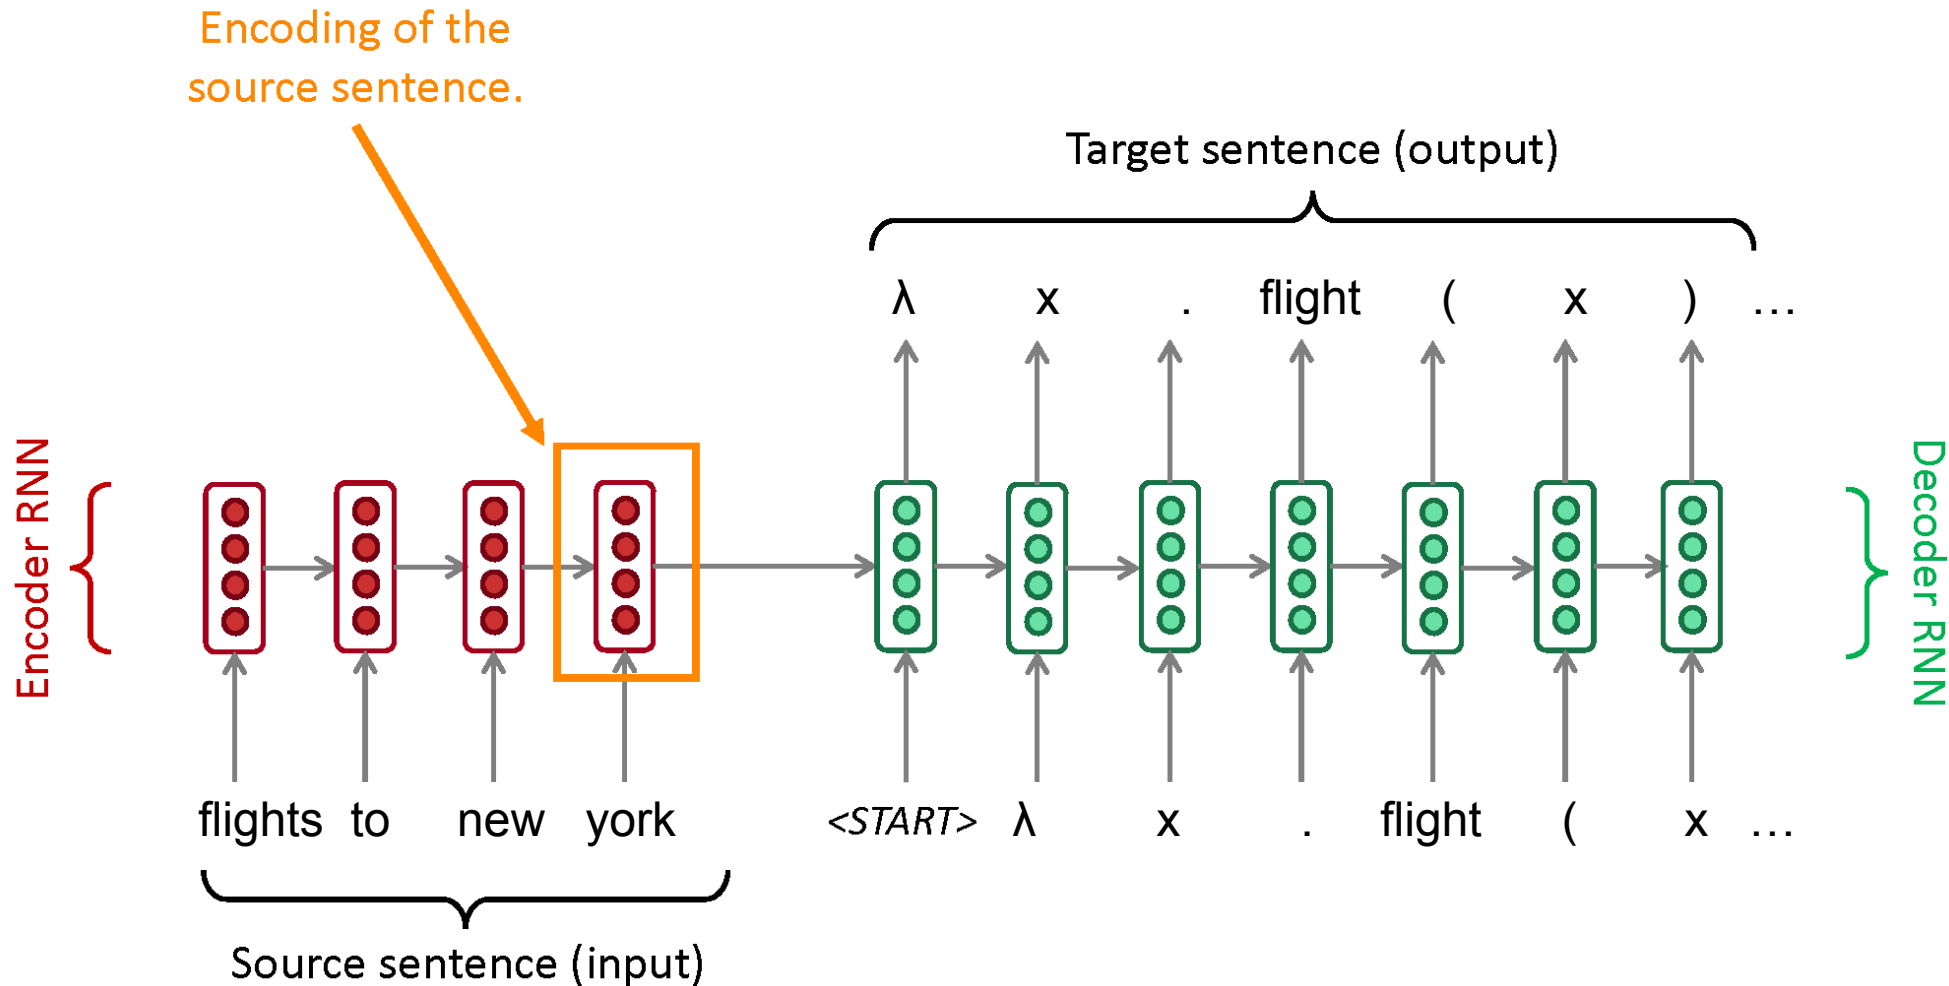 Encoding of the
source sentence.
Target sentence (output)
λ x . flight ( x ) ...
Encoder RNN
Decoder RNN
flights to new york <START> λ x . flight ( x ...
Source sentence (input)